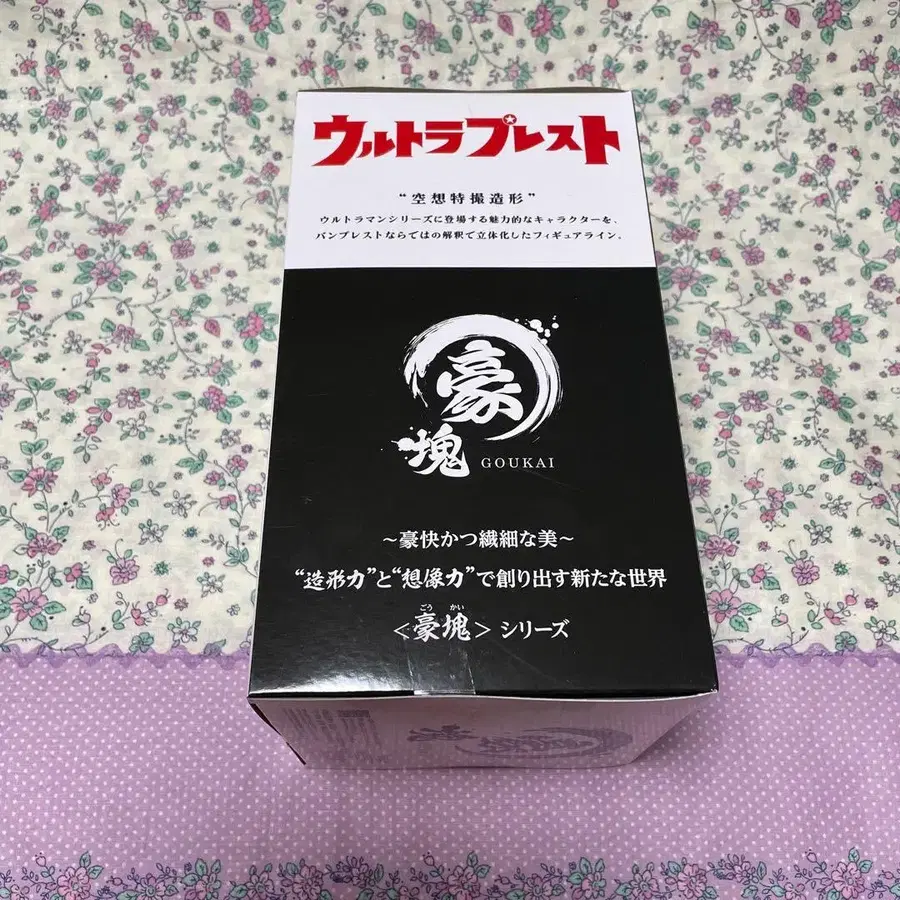 ウルトラプレスト
“空想特撮造形”
ウルトラマンシリーズに登場する魅力的なキャラクターを、
バンプレストならではの解釈で立体化したフィギュアライン。
豪
塊 GOUKAI
～豪快かつ繊細な美～
“造形力”と“想像力”で創り出す新たな世界
ごう かい
＜豪塊＞シリーズ